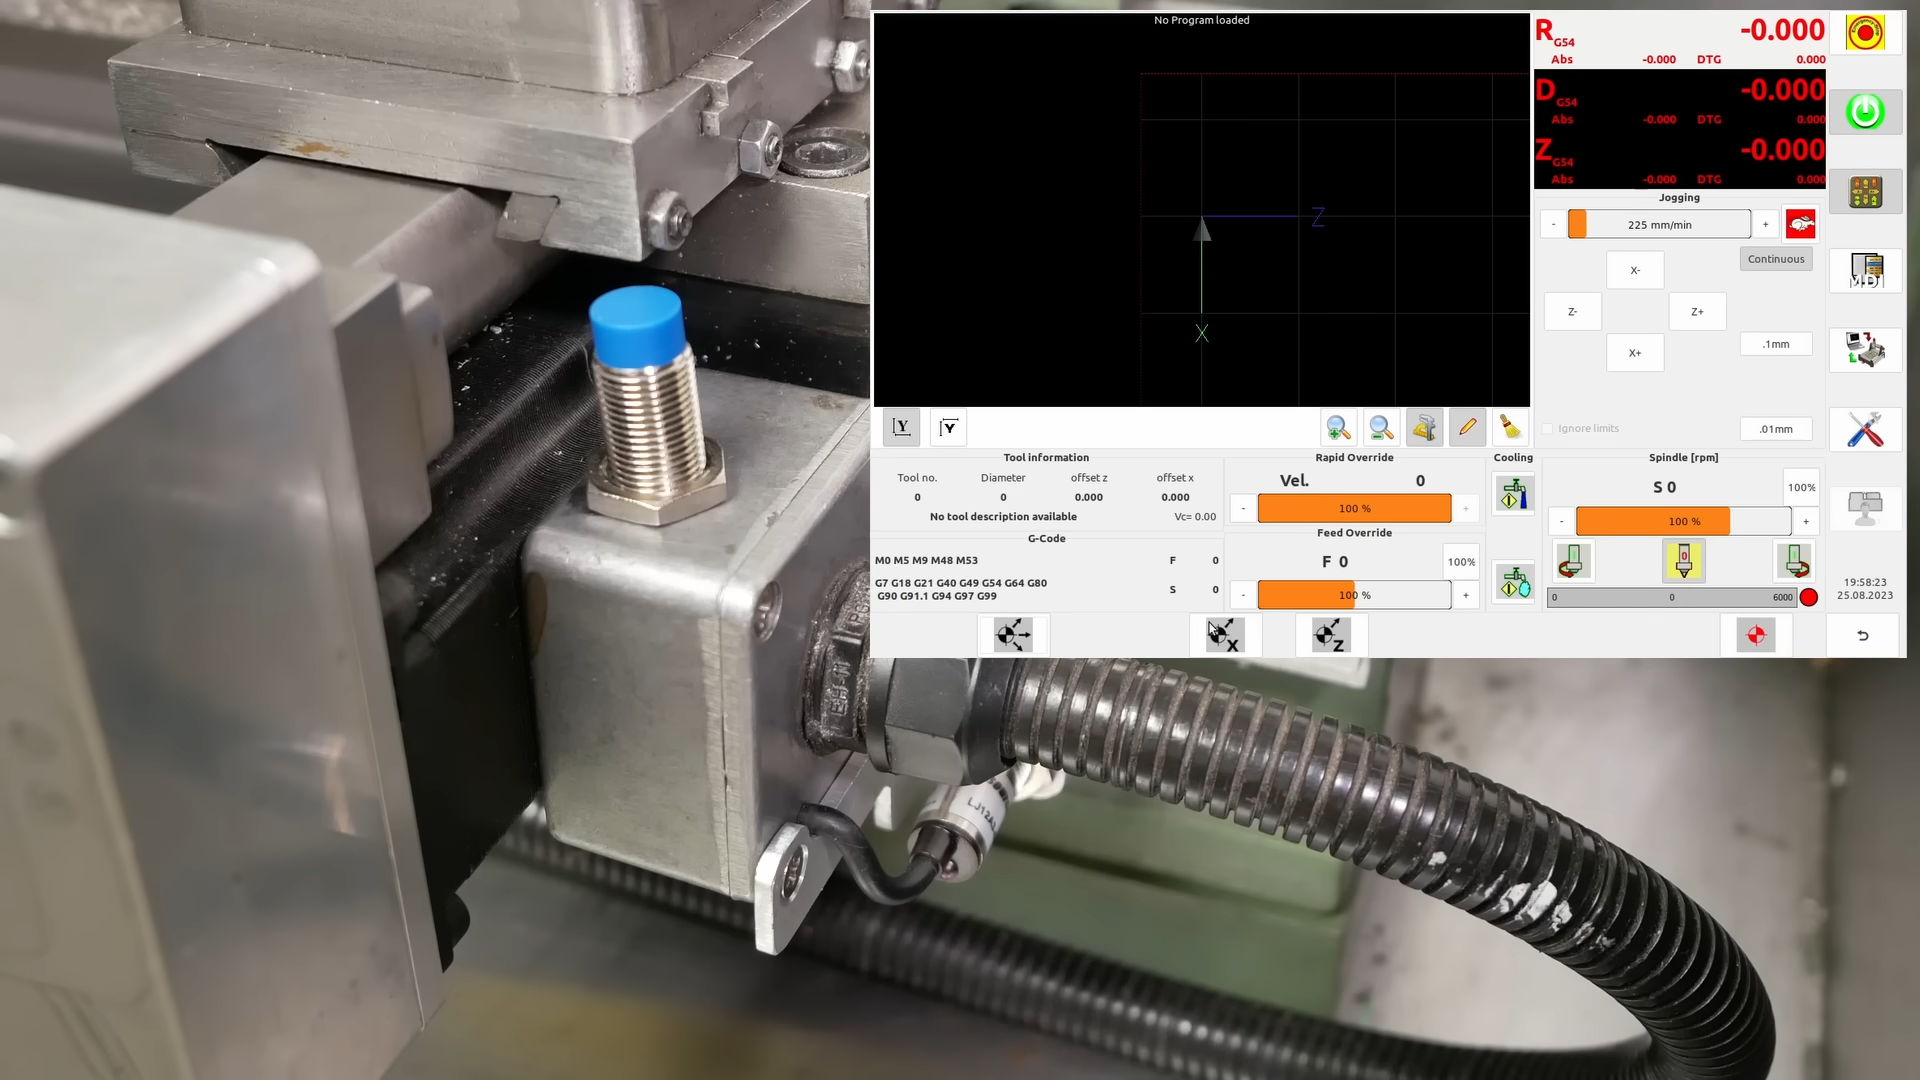 No Program loaded
Z
X
R G54 -0.000
Abs -0.000 DTG 0.000
D G54 -0.000
Abs -0.000 DTG 0.000
Z G54 -0.000
Abs -0.000 DTG 0.000
Jogging
- 225 mm/min +
Continuous
X-
Z- Z+
X+
.1mm
Ignore limits
.01mm
MDI
Y Y
Tool information
Tool no. Diameter offset z offset x
0 0 0.000 0.000
No tool description available Vc= 0.00
G-Code
M0 M5 M9 M48 M53
F 0
G7 G18 G21 G40 G49 G54 G64 G80
G90 G91.1 G94 G97 G99
S 0
Rapid Override
Vel. 0
- 100 % +
Feed Override
F 0 100%
- 100 % +
Cooling
Spindle [rpm]
S 0 100%
- 100 % +
0
0 0 6000
19:58:23
25.08.2023
X Z
LJ12A3